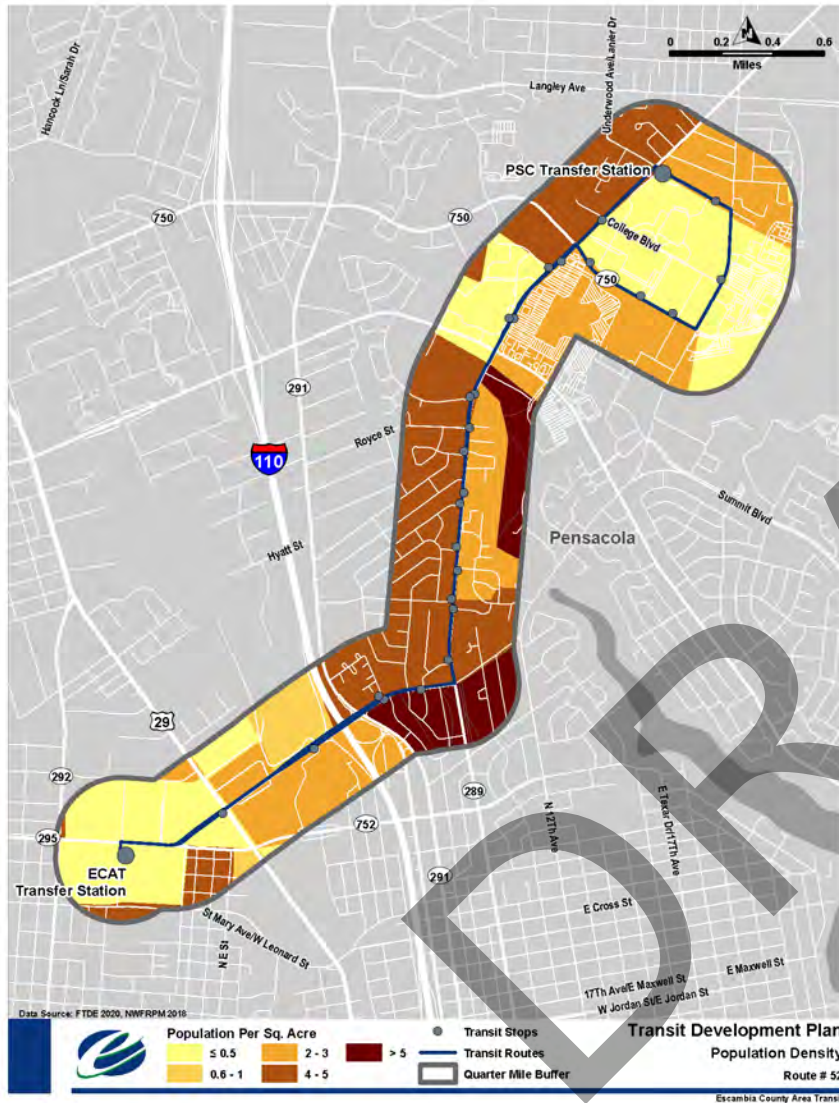 Hancock Ln/Sarah Dr
Underwood Ave/Lanier Dr
N
0 0.2 0.4 0.6
Miles
Langley Ave
PSC Transfer Station
750
750
College Blvd
750
291
Royce St
110
Summit Blvd
Hyatt St
Pensacola
29
292
289
N 12Th Ave
E Texar Dr/17Th Ave
752
295
ECAT
Transfer Station
291
E Cross St
St Mary Ave/W Leonard St
N E St
17Th Ave/E Maxwell St
E Maxwell St
W Jordan St/E Jordan St
DR
Data Source: FTDE 2020, NWFRPM 2018
Population Per Sq. Acre
≤ 0.5
2 - 3
> 5
0.6 - 1
4 - 5
Transit Stops
Transit Routes
Quarter Mile Buffer
Transit Development Plan
Population Density
Route # 52
Escambia County Area Trans